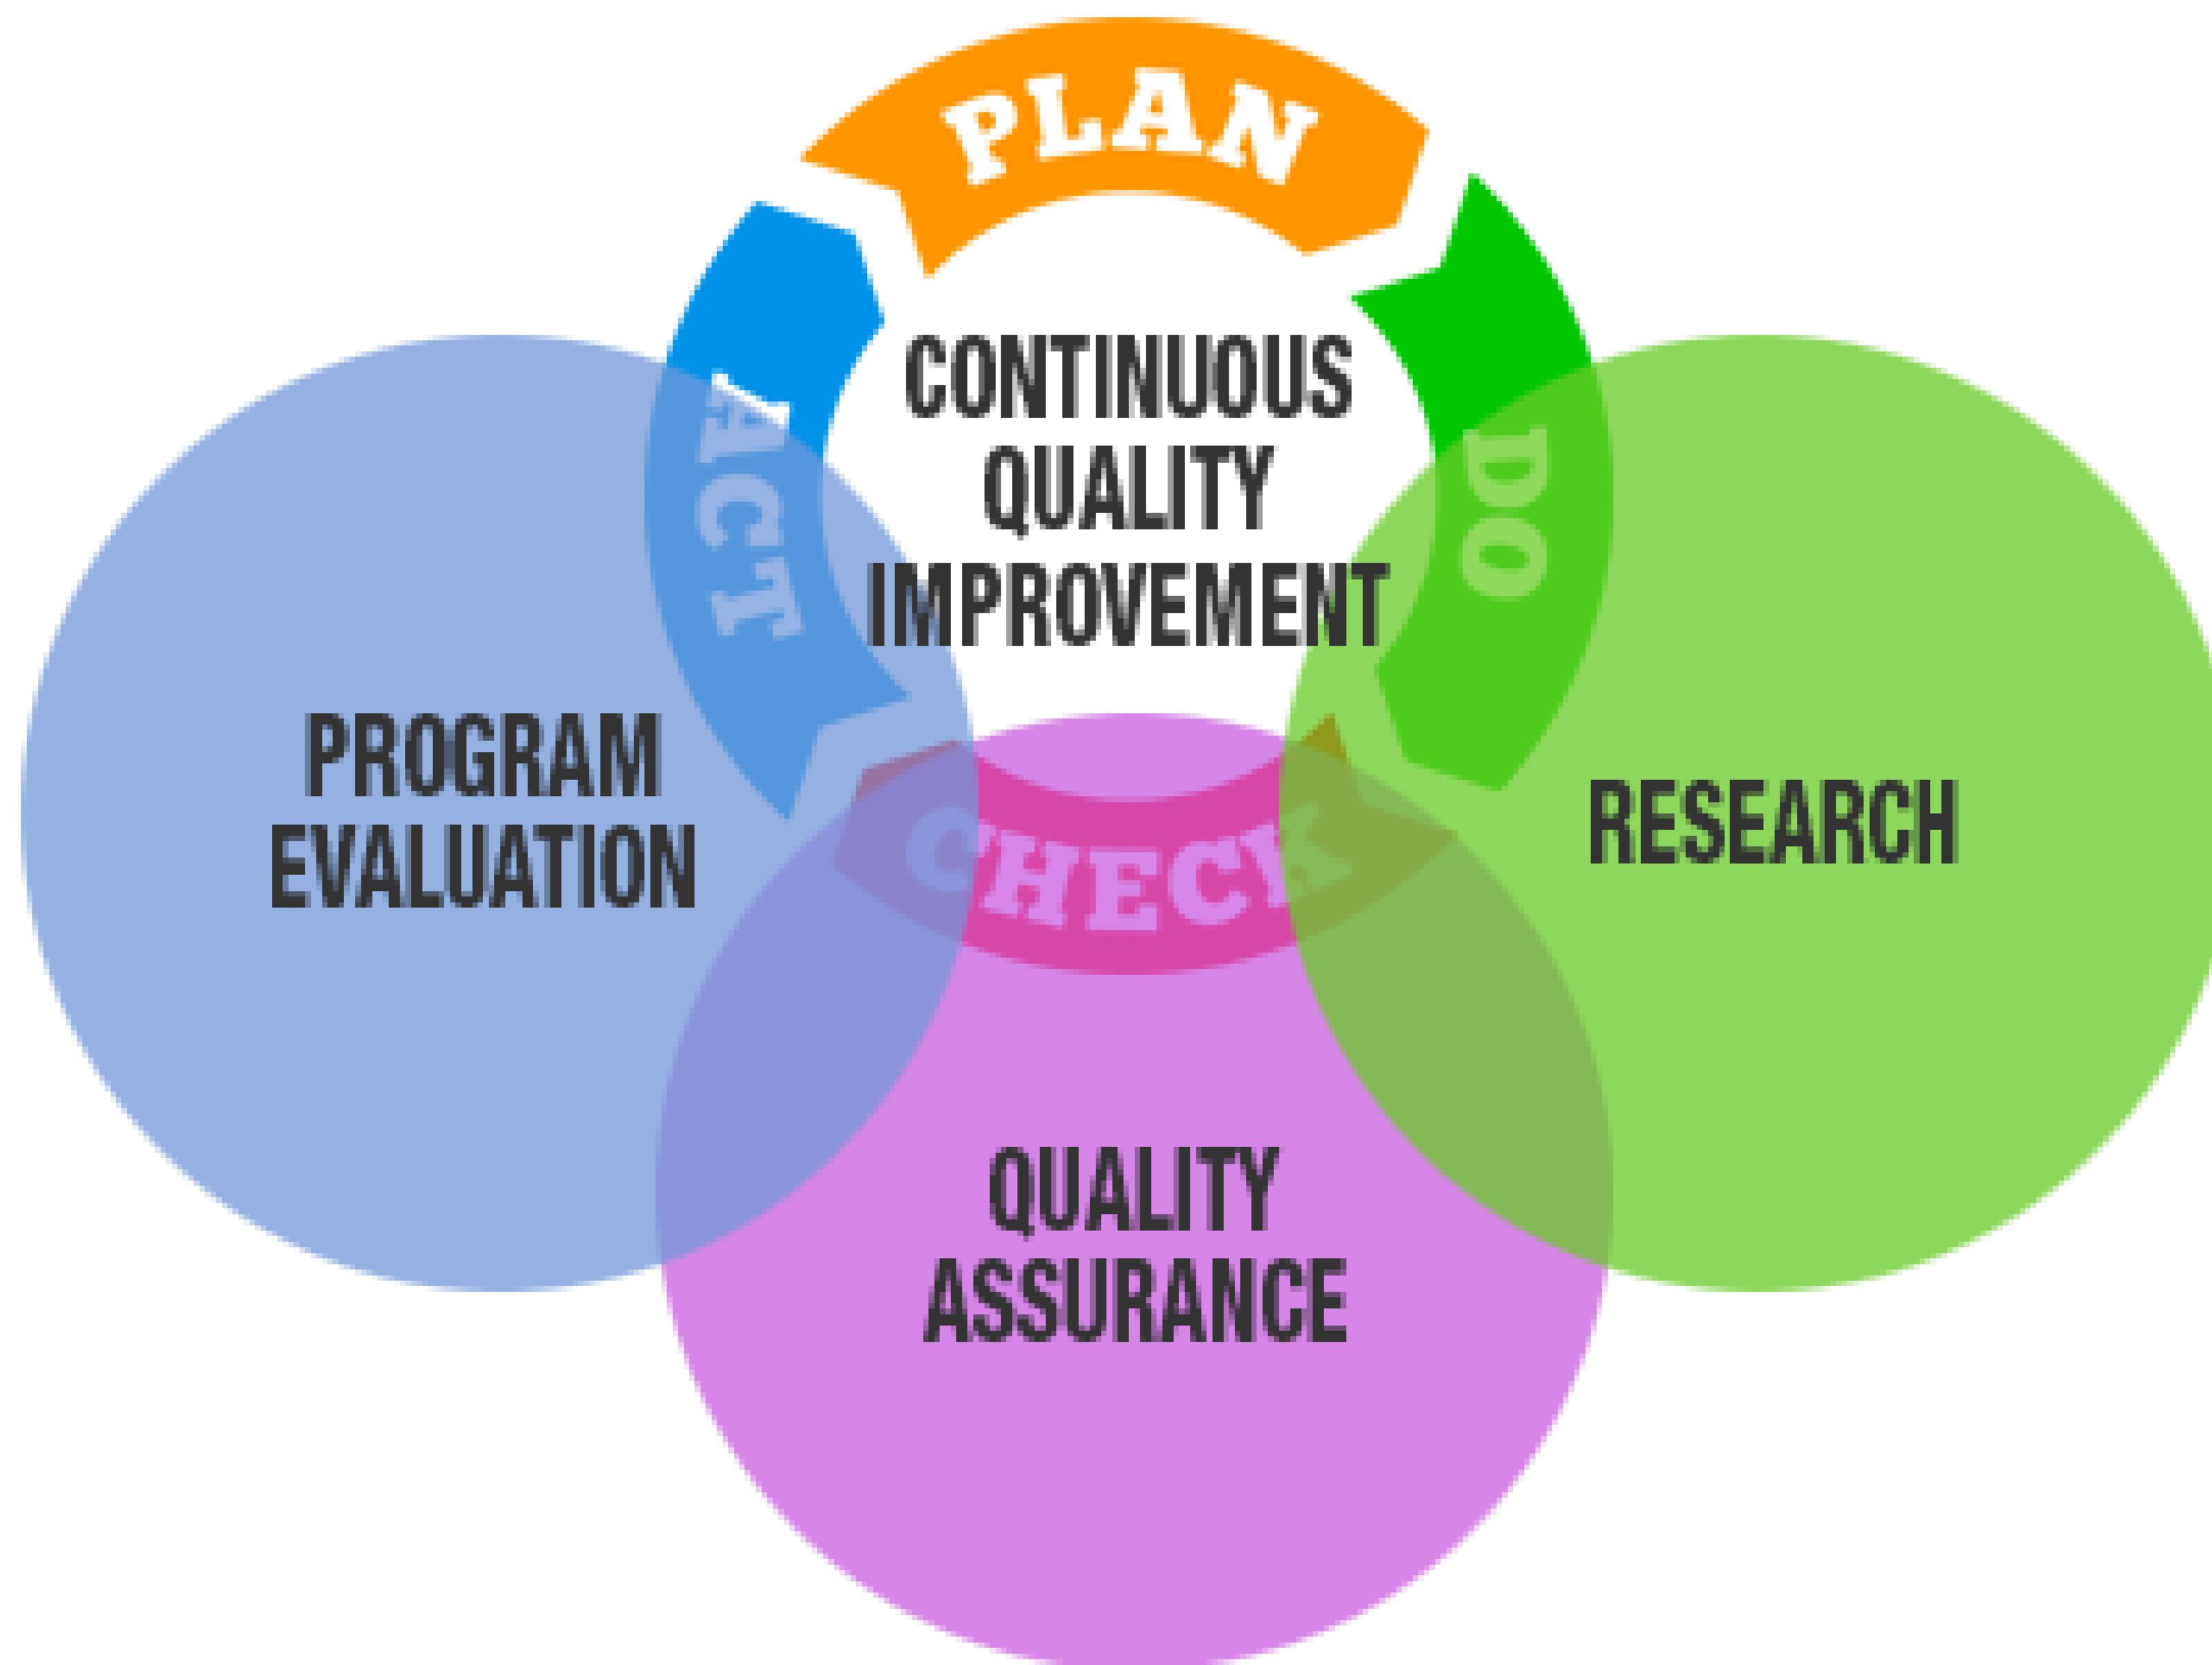 PLAN
DO
CHECK
ACT
CONTINUOUS
QUALITY
IMPROVEMENT
PROGRAM
EVALUATION
RESEARCH
QUALITY
ASSURANCE